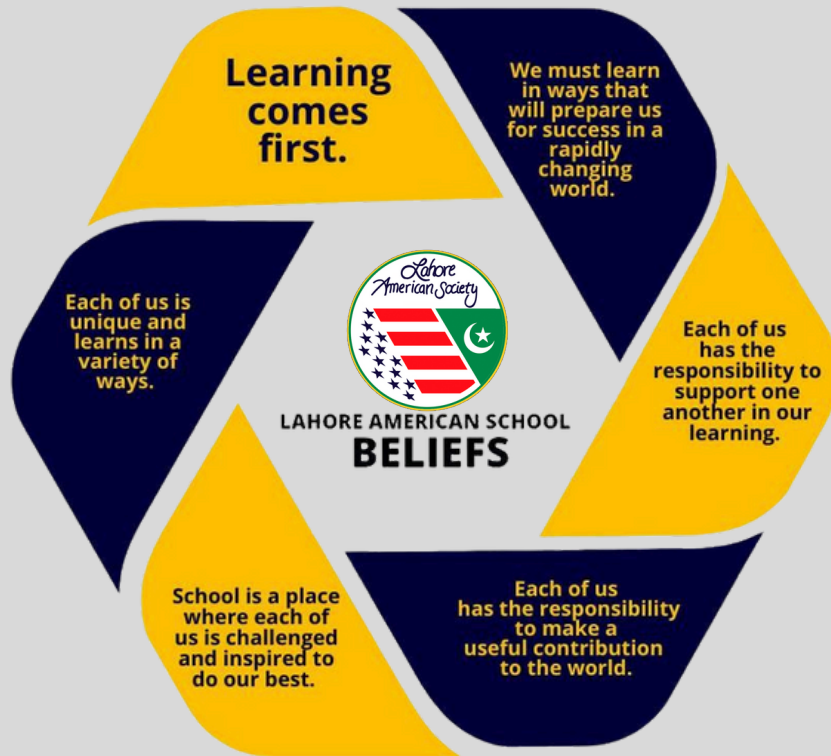 Learning
comes
first.
We must learn
in ways that
will prepare us
for success in a
rapidly
changing
world.
Each of us
has the
responsibility to
support one
another in our
learning.
Each of us
has the responsibility
to make a
useful contribution
to the world.
School is a place
where each of
us is challenged
and inspired to
do our best.
Each of us is
unique and
learns in a
variety of
ways.
Lahore
American Society
LAHORE AMERICAN SCHOOL
BELIEFS